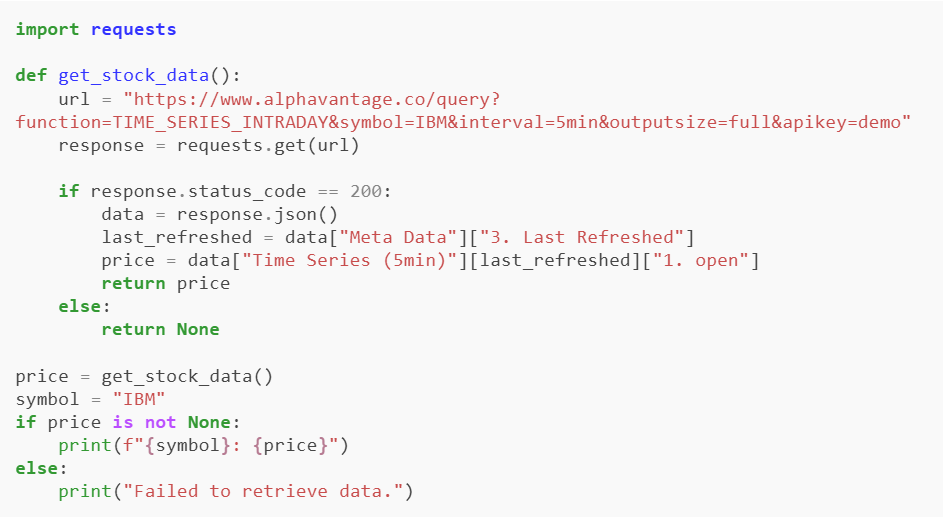 import requests

def get_stock_data():
    url = "https://www.alphavantage.co/query?
function=TIME_SERIES_INTRADAY&symbol=IBM&interval=5min&outputsize=full&apikey=demo"
    response = requests.get(url)

    if response.status_code == 200:
        data = response.json()
        last_refreshed = data["Meta Data"]["3. Last Refreshed"]
        price = data["Time Series (5min)"][last_refreshed]["1. open"]
        return price
    else:
        return None

price = get_stock_data()
symbol = "IBM"
if price is not None:
    print(f"{symbol}: {price}")
else:
    print("Failed to retrieve data.")